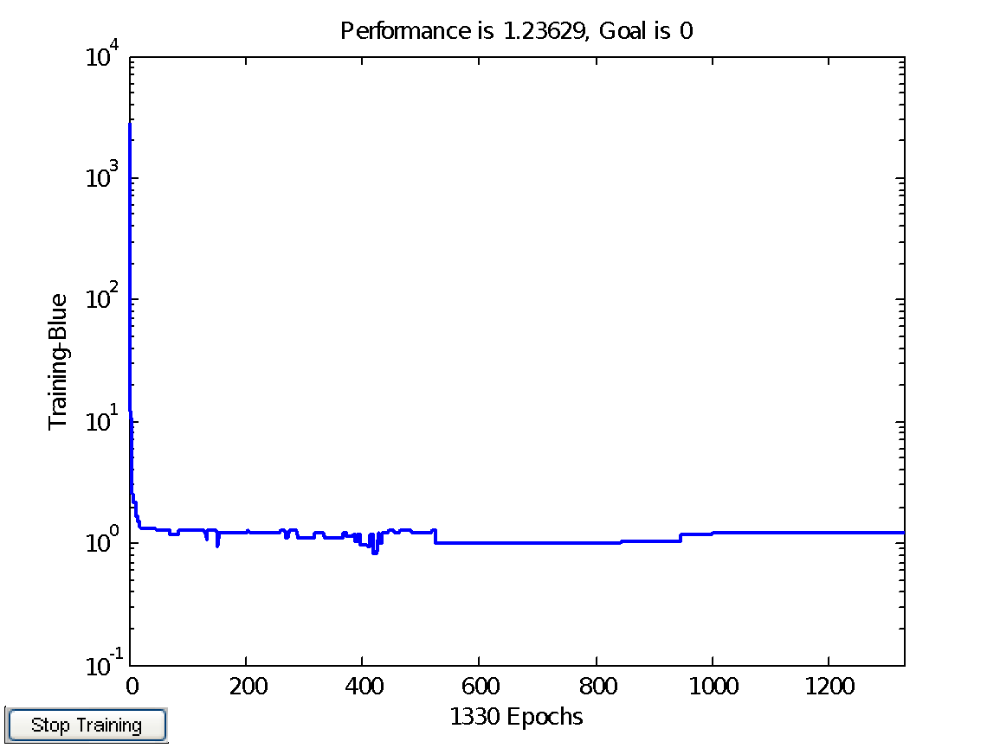 Performance is 1.23629, Goal is 0
10^4
10^3
10^2
10^1
10^0
10^-1
Training-Blue
0 200 400 600 800 1000 1200
1330 Epochs
Stop Training